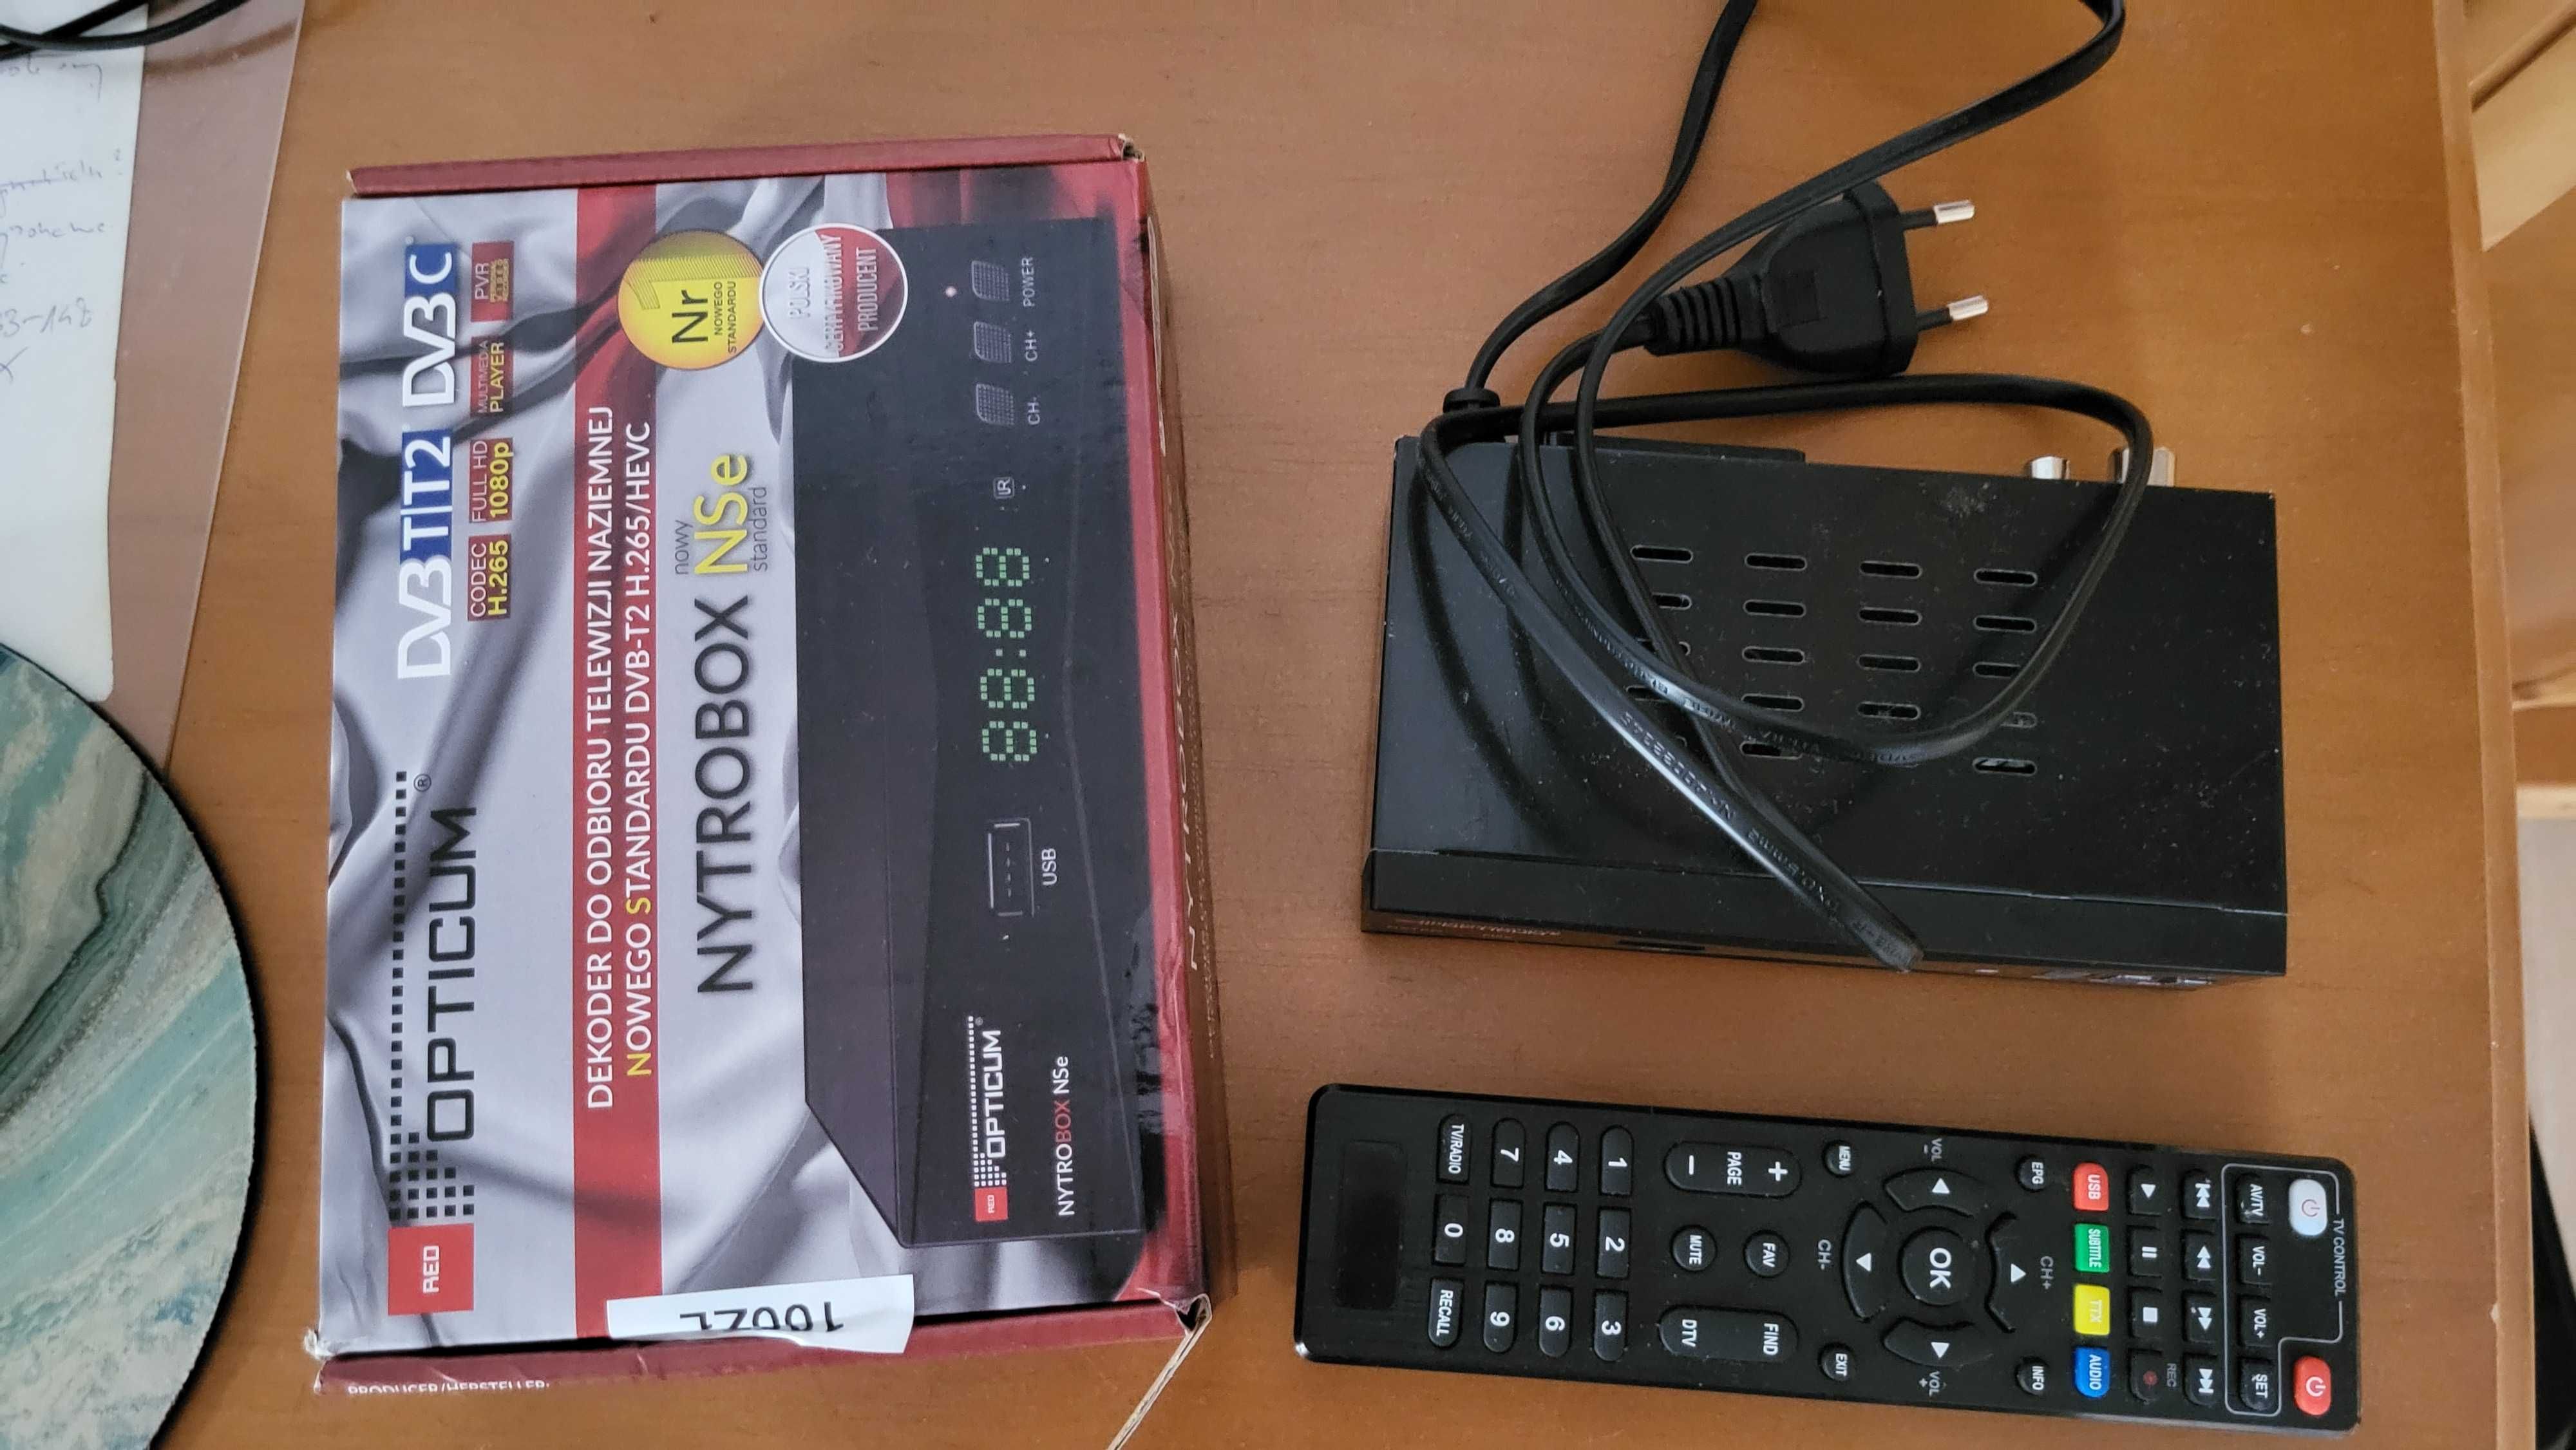 RED OPTICUM®
DVB T/T2 DVB C
CODEC H.265
FULL HD 1080p
MULTIMEDIA PLAYER
PVR
DEKODER DO ODBIORU TELEWIZJI NAZIEMNEJ
NOWEGO STANDARDU DVB-T2 H.265/HEVC
NYTROBOX NSe
nowy
standard
Nr 1
NOWEGO
STANDARDU
POLSKI
CERTYFIKOWANY
PRODUCENT
POWER
CH+
CH-
IR
88:88
USB
RED OPTICUM®
NYTROBOX NSe
100ZŁ
PRODUCER/HERSTELLER:
TV CONTROL
AV/TV VOL- VOL+ SET
REC
USB SUBTITLE TTX AUDIO
EPG CH+ INFO
VOL- OK VOL+
MENU CH- EXIT
+ PAGE -
FAV
MUTE
FIND
DTV
1 2 3
4 5 6
7 8 9
TV/RADIO 0 RECALL